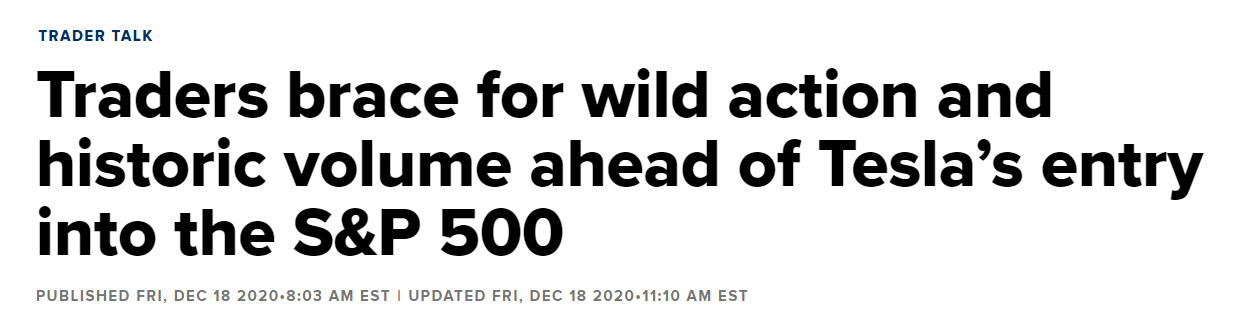 TRADER TALK
Traders brace for wild action and
historic volume ahead of Tesla’s entry
into the S&P 500
PUBLISHED FRI, DEC 18 2020•8:03 AM EST | UPDATED FRI, DEC 18 2020•11:10 AM EST